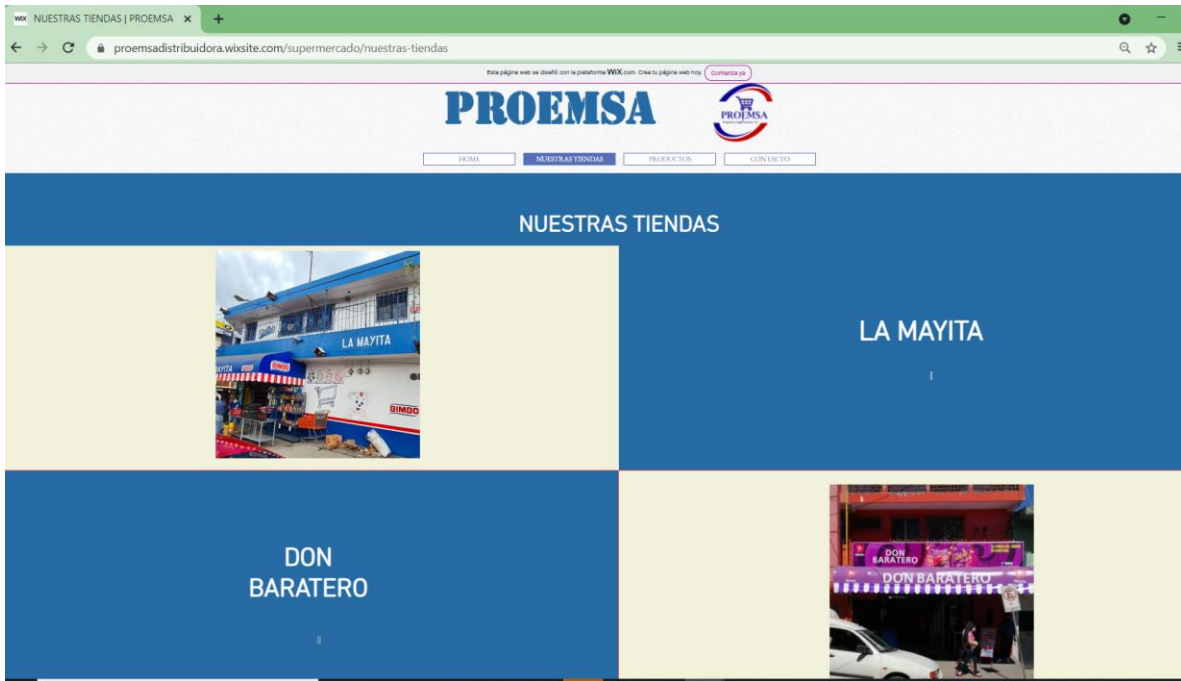 WiX NUESTRAS TIENDAS | PROEMSA
proemsadistribuidora.wixsite.com/supermercado/nuestras-tiendas
Esta página web se diseñó con la plataforma WiX.com. Crea tu página web hoy. Comienza ya
PROEMSA
PROEMSA
HOME NUESTRAS TIENDAS PRODUCTOS CONTACTO
NUESTRAS TIENDAS
LA MAYITA
BIMBO
BIMBO
LA MAYITA
DON
BARATERO
DON
BARATERO
DON BARATERO
E